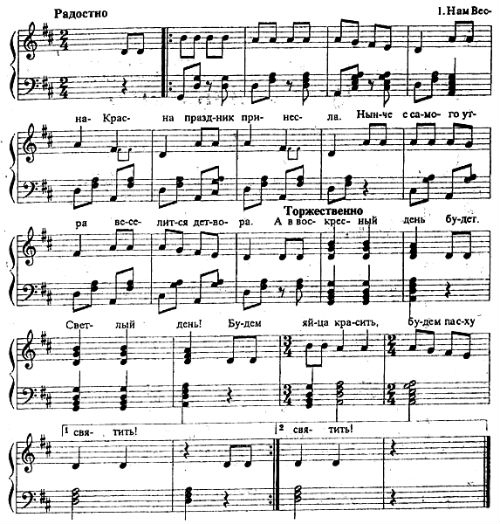 Радостно
1. Нам Вес-
на- Крас- на празд-ник при- нес- ла. Нын-че с са-мо- го ут-
ра ве-се- лит-ся дет-во- ра. А в вос- крес- ный день бу-дет.
Торжественно
Свет- лый день! Бу-дем яй-ца кра-сить, бу-дем пас-ху
1 свя- тить! 2 свя- тить!